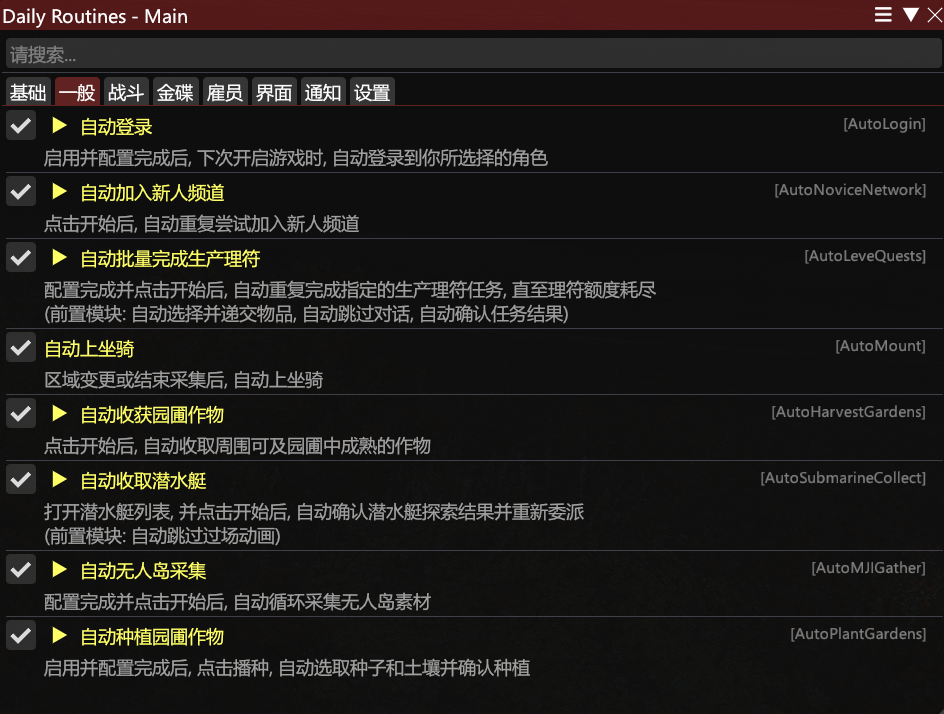 Daily Routines - Main
请搜索...
基础 一般 战斗 金碟 雇员 界面 通知 设置
自动登录 [AutoLogin]
启用并配置完成后, 下次开启游戏时, 自动登录到你所选择的角色
自动加入新人频道 [AutoNoviceNetwork]
点击开始后, 自动重复尝试加入新人频道
自动批量完成生产理符 [AutoLeveQuests]
配置完成并点击开始后, 自动重复完成指定的生产理符任务, 直至理符额度耗尽
(前置模块: 自动选择并递交物品, 自动跳过对话, 自动确认任务结果)
自动上坐骑 [AutoMount]
区域变更或结束采集后, 自动上坐骑
自动收获园圃作物 [AutoHarvestGardens]
点击开始后, 自动收取周围可及园圃中成熟的作物
自动收取潜水艇 [AutoSubmarineCollect]
打开潜水艇列表, 并点击开始后, 自动确认潜水艇探索结果并重新委派
(前置模块: 自动跳过过场动画)
自动无人岛采集 [AutoMJIGather]
配置完成并点击开始后, 自动循环采集无人岛素材
自动种植园圃作物 [AutoPlantGardens]
启用并配置完成后, 点击播种, 自动选取种子和土壤并确认种植